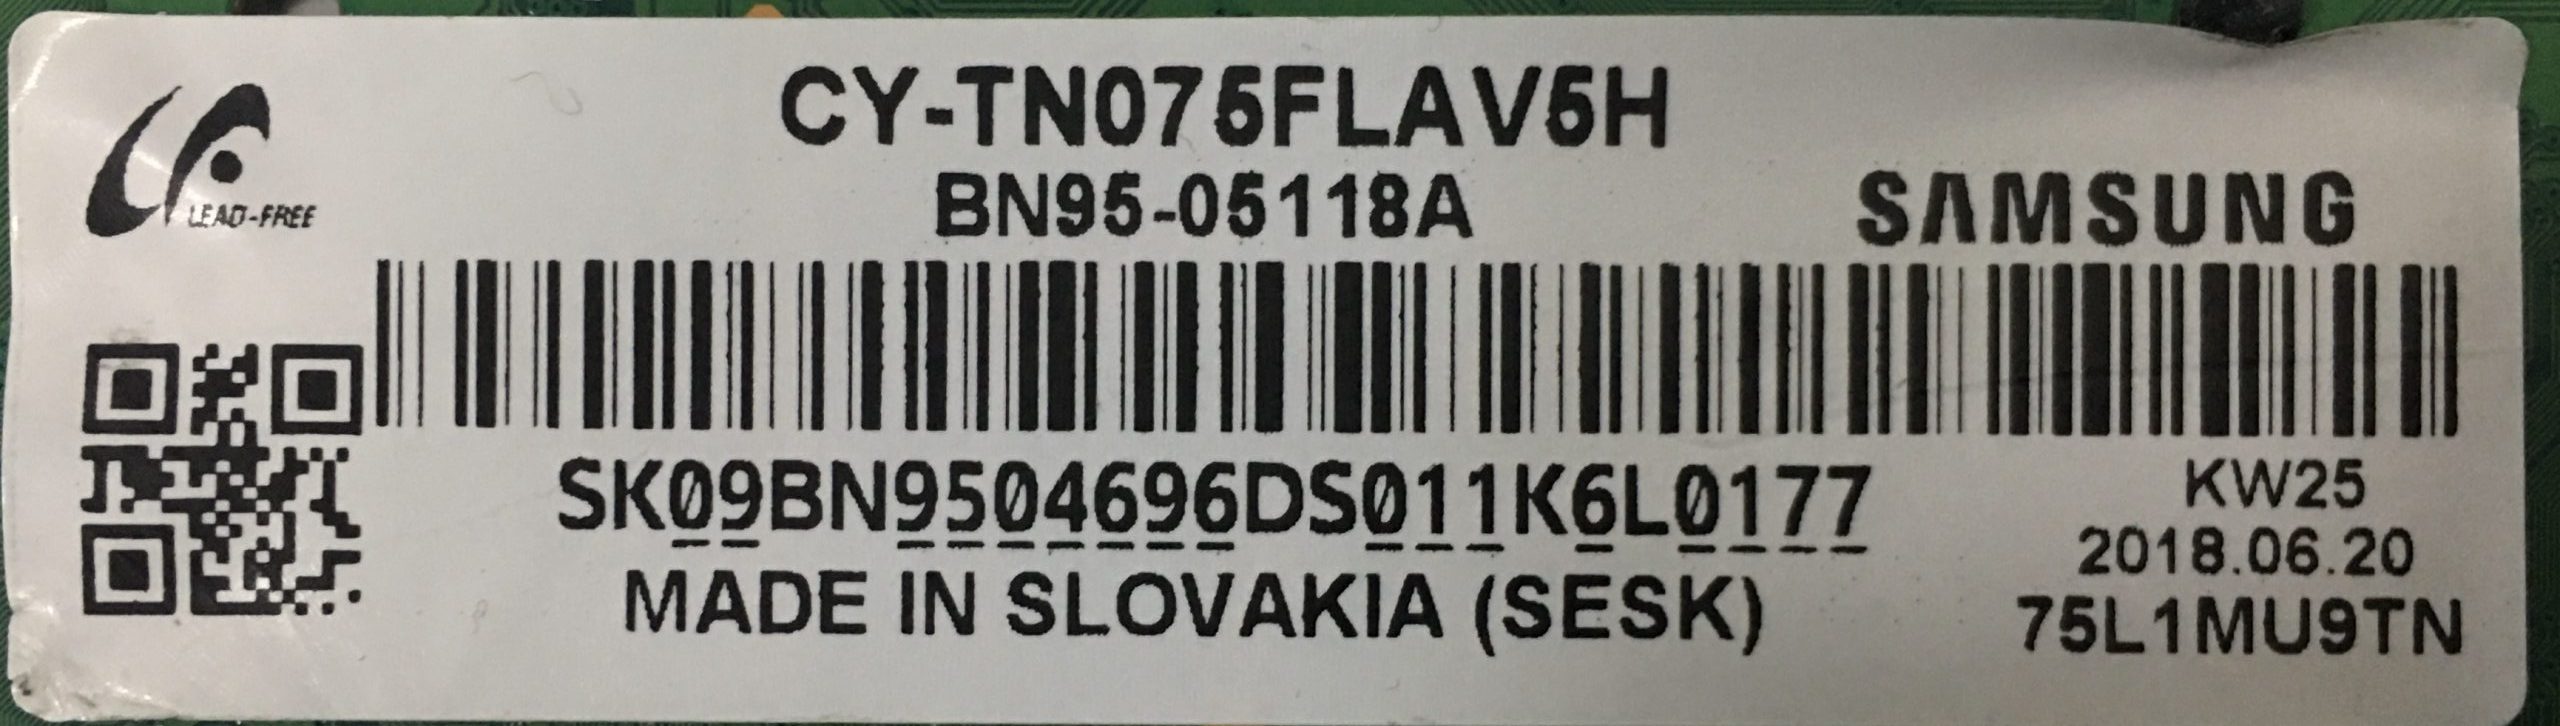 CY-TN075FLAV5H
BN95-05118A
SAMSUNG
LEAD-FREE
SK09BN9504696DS011K6L0177
KW25
2018.06.20
MADE IN SLOVAKIA (SESK)
75L1MU9TN